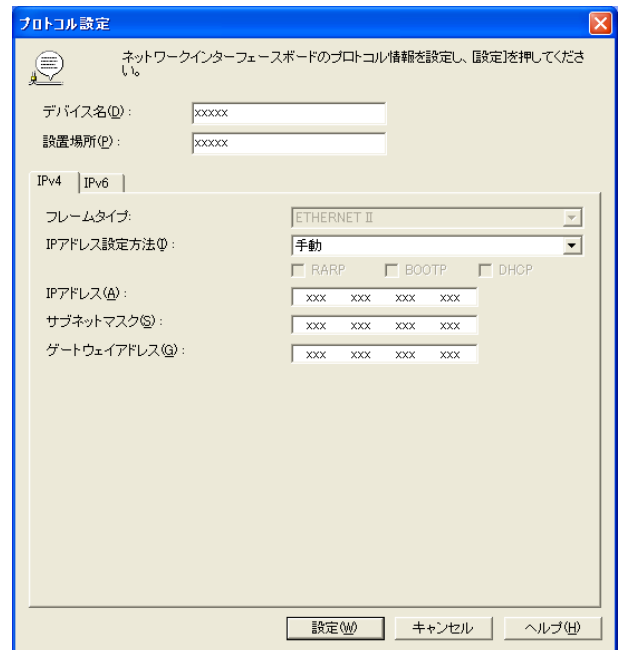 プロトコル設定
ネットワークインターフェースボードのプロトコル情報を設定し、[設定]を押してくださ
い。
デバイス名(D):
xxxxx
設置場所(P):
xxxxx
IPv4 IPv6
フレームタイプ:
ETHERNET II
IPアドレス設定方法(I):
手動
RARP BOOTP DHCP
IPアドレス(A):
xxx xxx xxx xxx
サブネットマスク(S):
xxx xxx xxx xxx
ゲートウェイアドレス(G):
xxx xxx xxx xxx
設定(W) キャンセル ヘルプ(H)